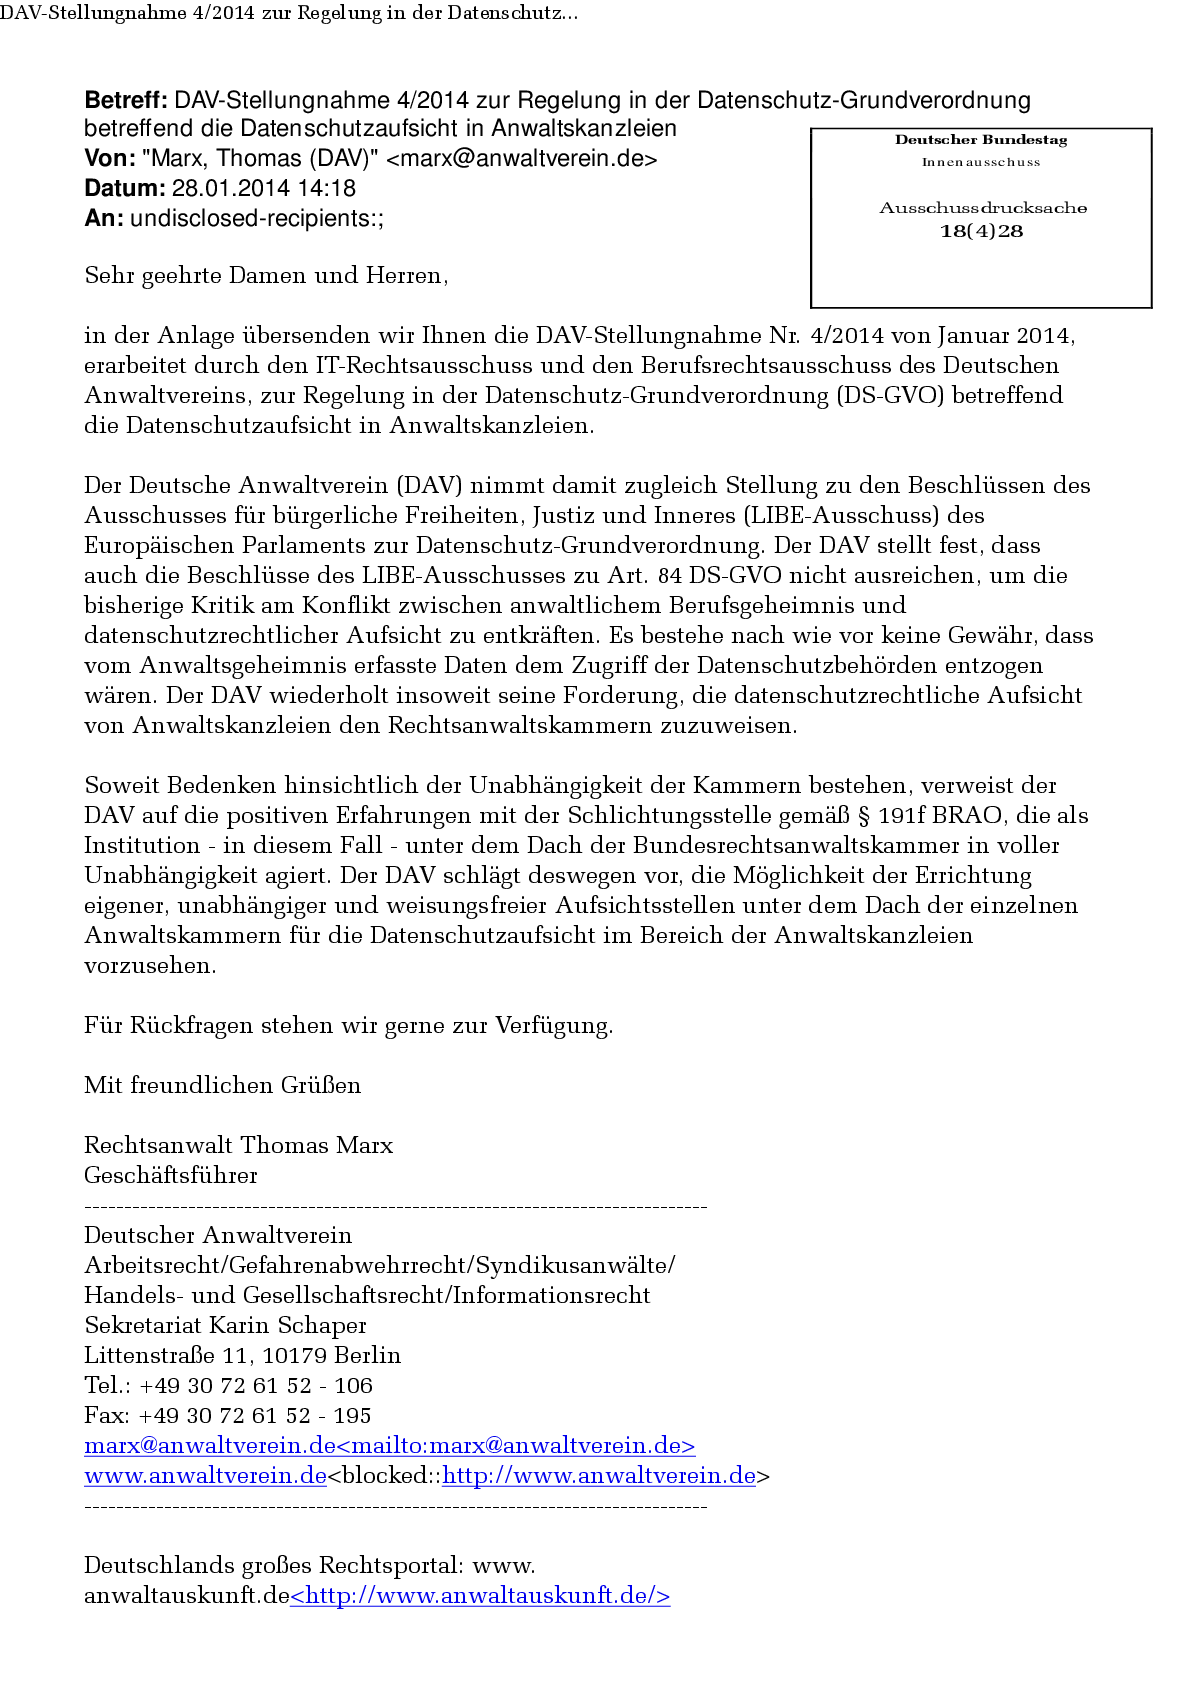 DAV-Stellungnahme 4/2014 zur Regelung in der Datenschutz...
Betreff: DAV-Stellungnahme 4/2014 zur Regelung in der Datenschutz-Grundverordnung
betreffend die Datenschutzaufsicht in Anwaltskanzleien
Von: "Marx, Thomas (DAV)" <marx@anwaltverein.de>
Datum: 28.01.2014 14:18
An: undisclosed-recipients:;
Deutscher Bundestag
Innenausschuss
Ausschussdrucksache
18(4)28
Sehr geehrte Damen und Herren,
in der Anlage übersenden wir Ihnen die DAV-Stellungnahme Nr. 4/2014 von Januar 2014,
erarbeitet durch den IT-Rechtsausschuss und den Berufsrechtsausschuss des Deutschen
Anwaltvereins, zur Regelung in der Datenschutz-Grundverordnung (DS-GVO) betreffend
die Datenschutzaufsicht in Anwaltskanzleien.
Der Deutsche Anwaltverein (DAV) nimmt damit zugleich Stellung zu den Beschlüssen des
Ausschusses für bürgerliche Freiheiten, Justiz und Inneres (LIBE-Ausschuss) des
Europäischen Parlaments zur Datenschutz-Grundverordnung. Der DAV stellt fest, dass
auch die Beschlüsse des LIBE-Ausschusses zu Art. 84 DS-GVO nicht ausreichen, um die
bisherige Kritik am Konflikt zwischen anwaltlichem Berufsgeheimnis und
datenschutzrechtlicher Aufsicht zu entkräften. Es bestehe nach wie vor keine Gewähr, dass
vom Anwaltsgeheimnis erfasste Daten dem Zugriff der Datenschutzbehörden entzogen
wären. Der DAV wiederholt insoweit seine Forderung, die datenschutzrechtliche Aufsicht
von Anwaltskanzleien den Rechtsanwaltskammern zuzuweisen.
Soweit Bedenken hinsichtlich der Unabhängigkeit der Kammern bestehen, verweist der
DAV auf die positiven Erfahrungen mit der Schlichtungsstelle gemäß § 191f BRAO, die als
Institution - in diesem Fall - unter dem Dach der Bundesrechtsanwaltskammer in voller
Unabhängigkeit agiert. Der DAV schlägt deswegen vor, die Möglichkeit der Errichtung
eigener, unabhängiger und weisungsfreier Aufsichtsstellen unter dem Dach der einzelnen
Anwaltskammern für die Datenschutzaufsicht im Bereich der Anwaltskanzleien
vorzusehen.
Für Rückfragen stehen wir gerne zur Verfügung.
Mit freundlichen Grüßen
Rechtsanwalt Thomas Marx
Geschäftsführer
------------------------------------------------------------------------------
Deutscher Anwaltverein
Arbeitsrecht/Gefahrenabwehrrecht/Syndikusanwälte/
Handels- und Gesellschaftsrecht/Informationsrecht
Sekretariat Karin Schaper
Littenstraße 11, 10179 Berlin
Tel.: +49 30 72 61 52 - 106
Fax: +49 30 72 61 52 - 195
marx@anwaltverein.de<mailto:marx@anwaltverein.de>
www.anwaltverein.de<blocked::http://www.anwaltverein.de>
------------------------------------------------------------------------------
Deutschlands großes Rechtsportal: www.
anwaltauskunft.de<http://www.anwaltauskunft.de/>